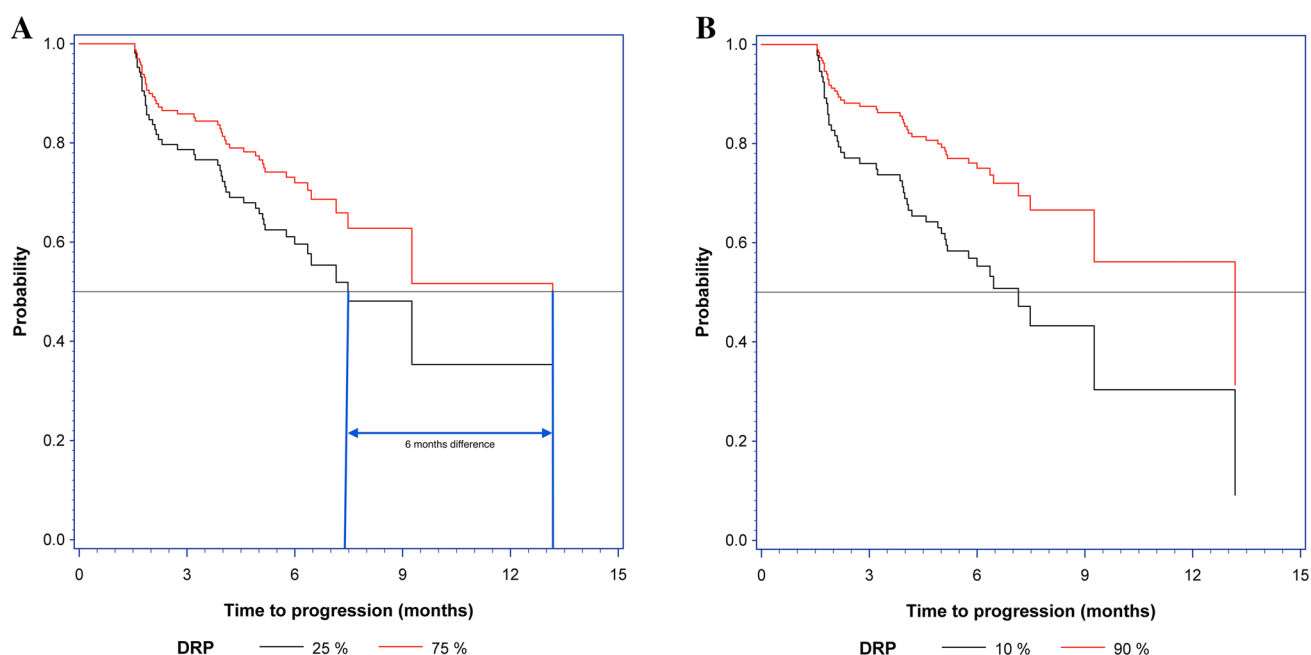 A
1.0
0.8
0.6
0.4
0.2
0.0
Probability
6 months difference
0 3 6 9 12 15
Time to progression (months)
DRP 25 % 75 %
B
1.0
0.8
0.6
0.4
0.2
0.0
Probability
0 3 6 9 12 15
Time to progression (months)
DRP 10 % 90 %